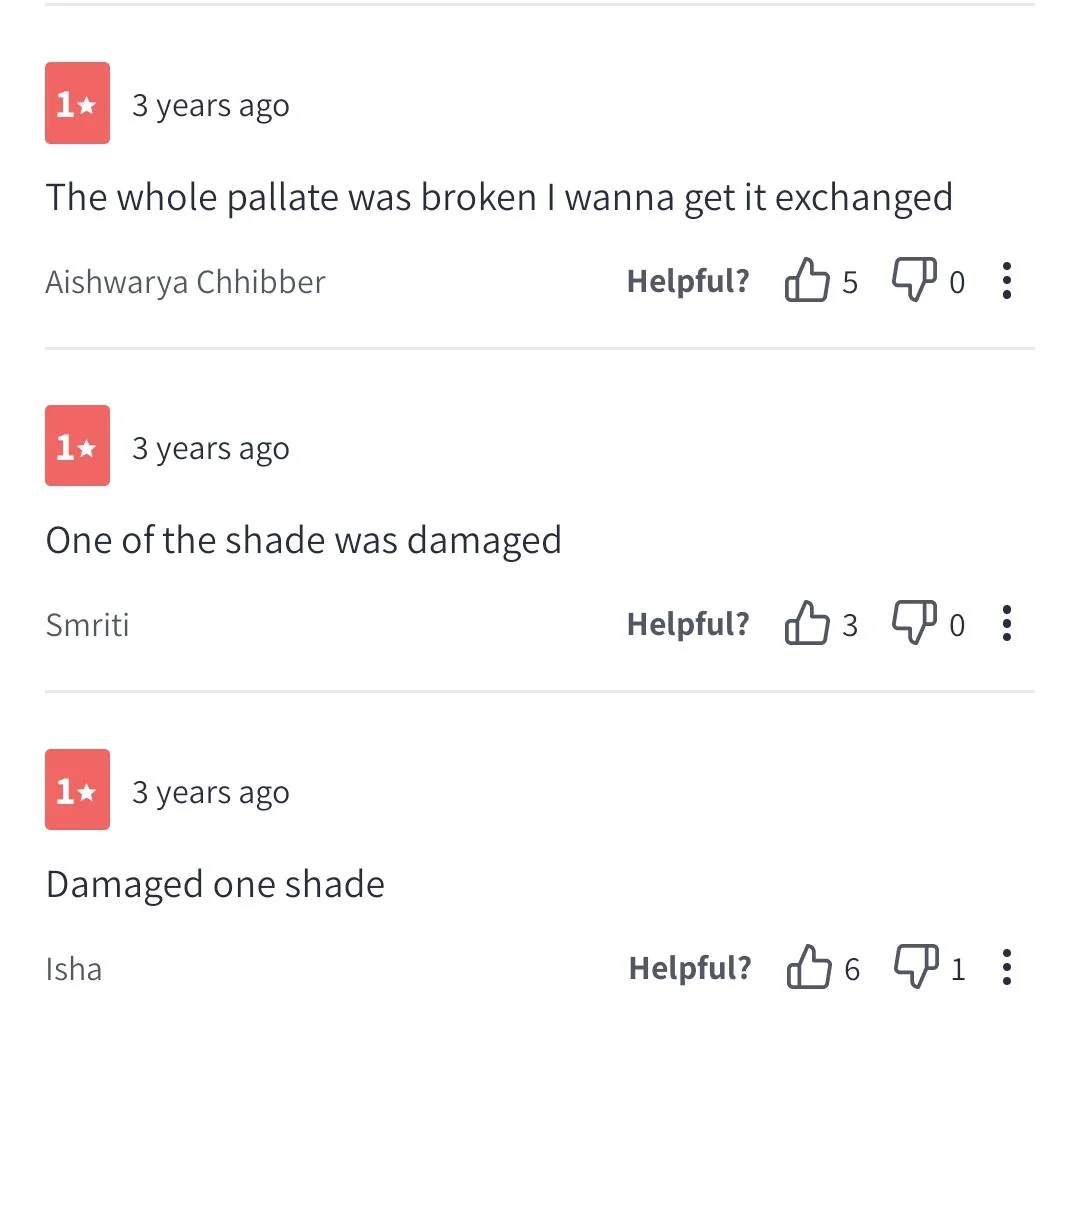 1★ 3 years ago
The whole pallate was broken I wanna get it exchanged
Aishwarya Chhibber Helpful? 5 0
1★ 3 years ago
One of the shade was damaged
Smriti Helpful? 3 0
1★ 3 years ago
Damaged one shade
Isha Helpful? 6 1